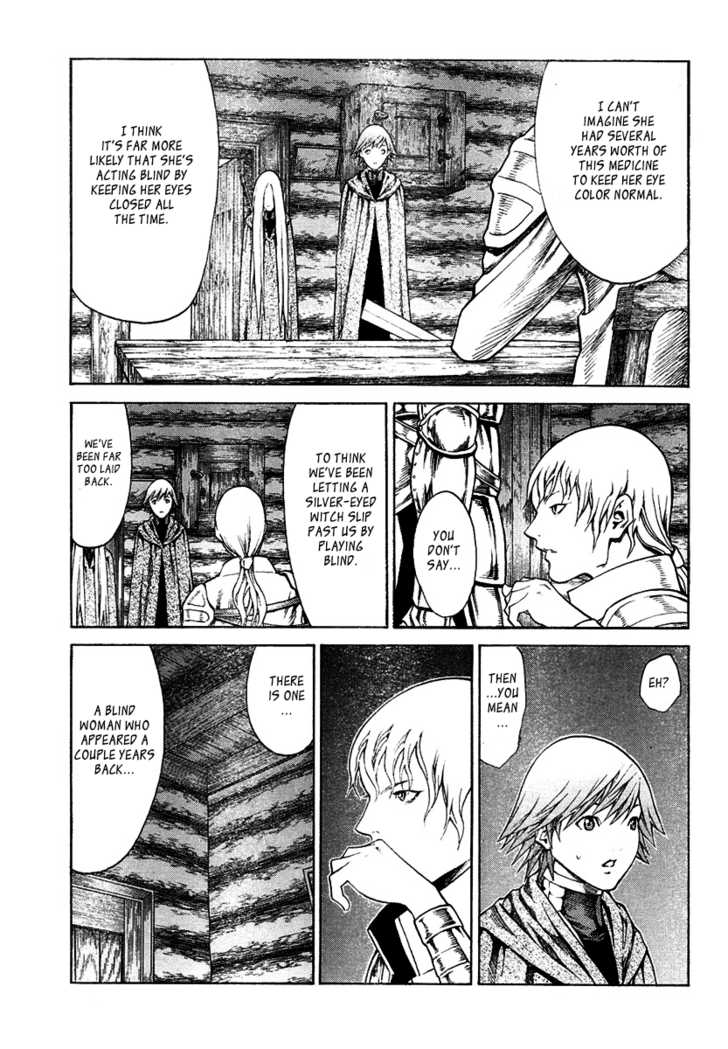 I CAN'T
IMAGINE SHE
HAD SEVERAL
YEARS WORTH OF
THIS MEDICINE
TO KEEP HER EYE
COLOR NORMAL.
I THINK
IT'S FAR MORE
LIKELY THAT SHE'S
ACTING BLIND BY
KEEPING HER EYES
CLOSED ALL
THE TIME.
YOU
DON'T
SAY...
TO THINK
WE'VE BEEN
LETTING A
SILVER-EYED
WITCH SLIP
PAST US BY
PLAYING
BLIND.
WE'VE
BEEN FAR
TOO LAID
BACK.
EH?
THEN
...YOU
MEAN
...
THERE
IS ONE
...
A BLIND
WOMAN WHO
APPEARED A
COUPLE YEARS
BACK...